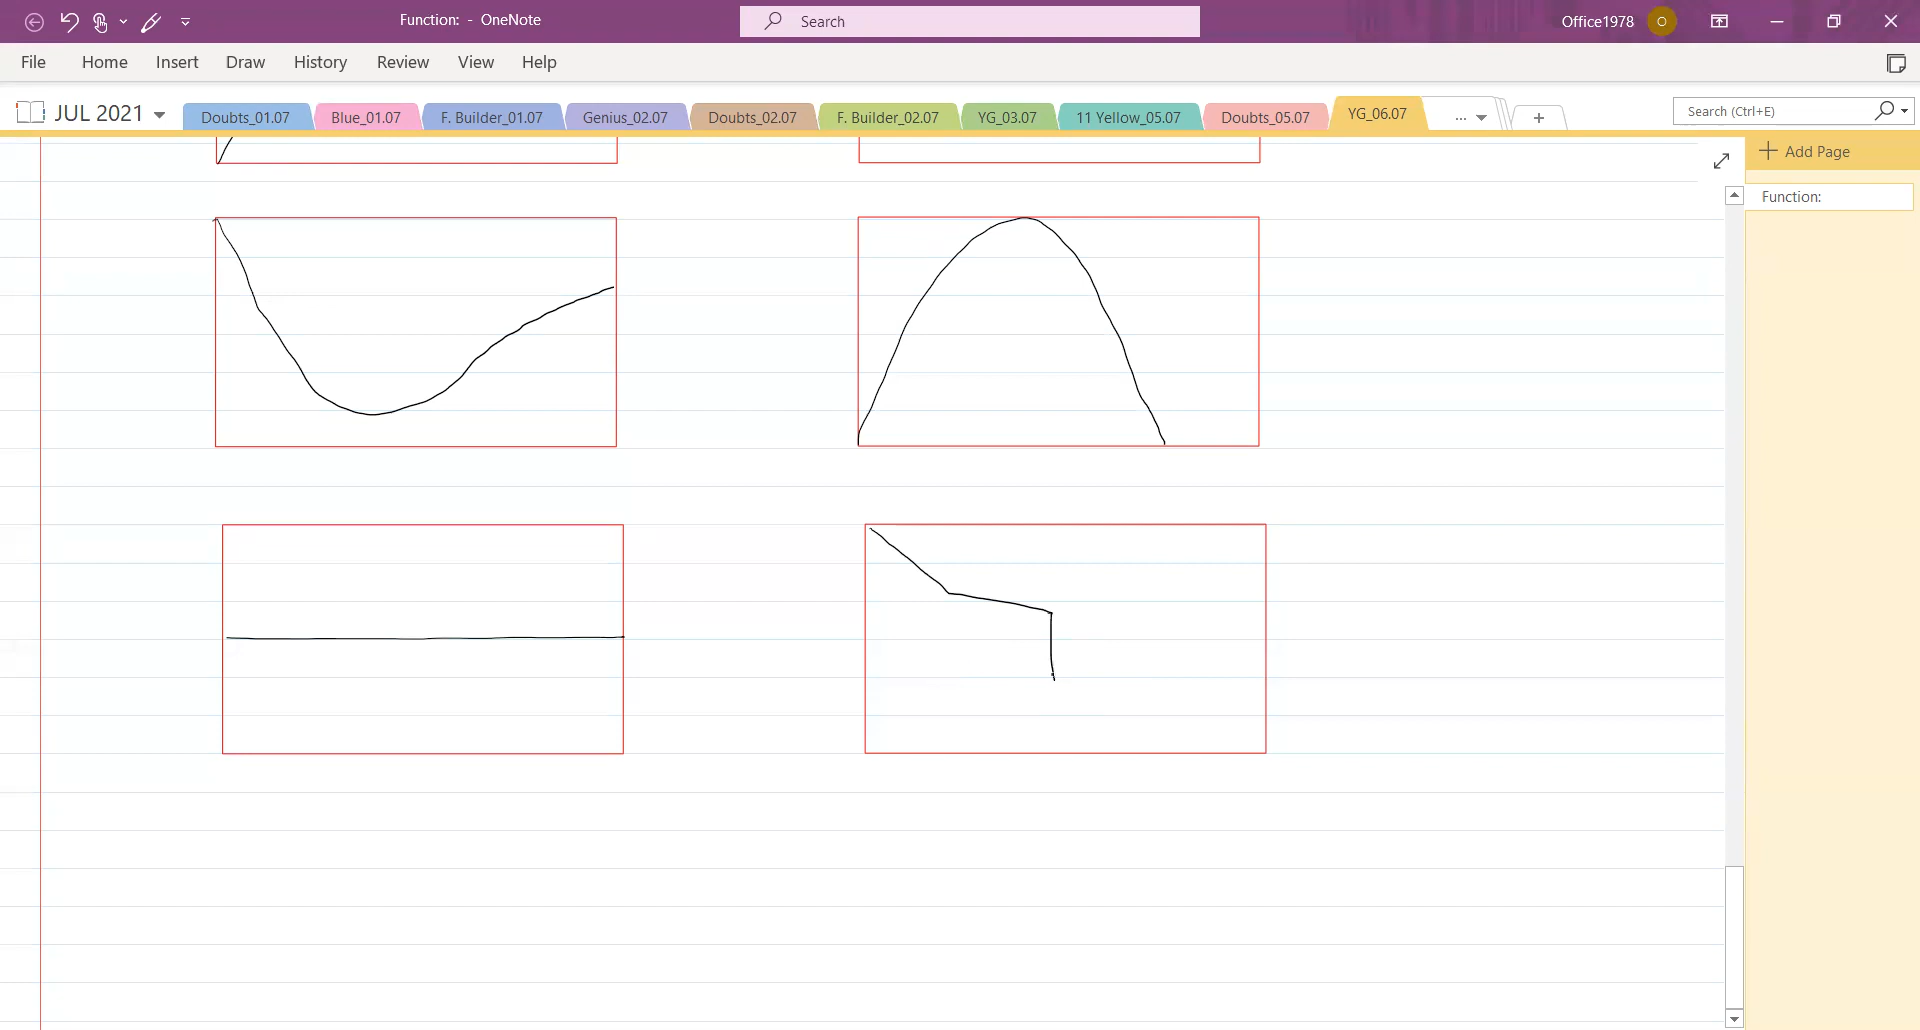 Function: - OneNote
Search
Office1978
O
File Home Insert Draw History Review View Help
JUL 2021
Doubts_01.07 Blue_01.07 F. Builder_01.07 Genius_02.07 Doubts_02.07 F. Builder_02.07 YG_03.07 11 Yellow_05.07 Doubts_05.07 YG_06.07 ... +
Search (Ctrl+E)
Add Page
Function: